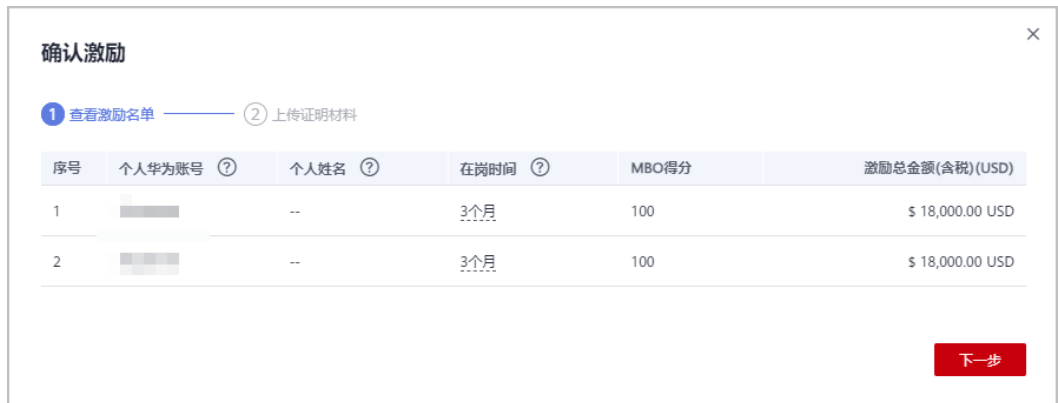 确认激励
1 查看激励名单 2 上传证明材料
序号 个人华为账号 ? 个人姓名 ? 在岗时间 ? MBO得分 激励总金额(含税)(USD)
1 -- 3个月 100 $ 18,000.00 USD
2 -- 3个月 100 $ 18,000.00 USD
下一步